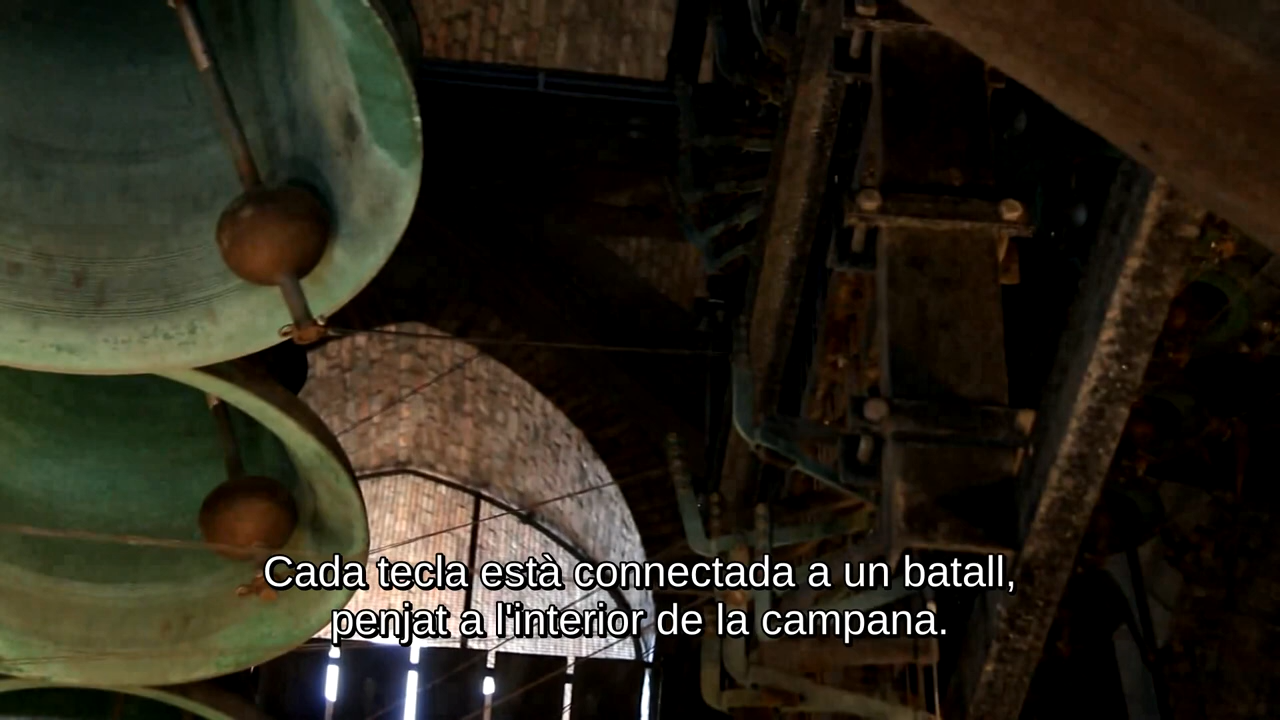 Cada tecla està connectada a un batall,
penjat a l'interior de la campana.